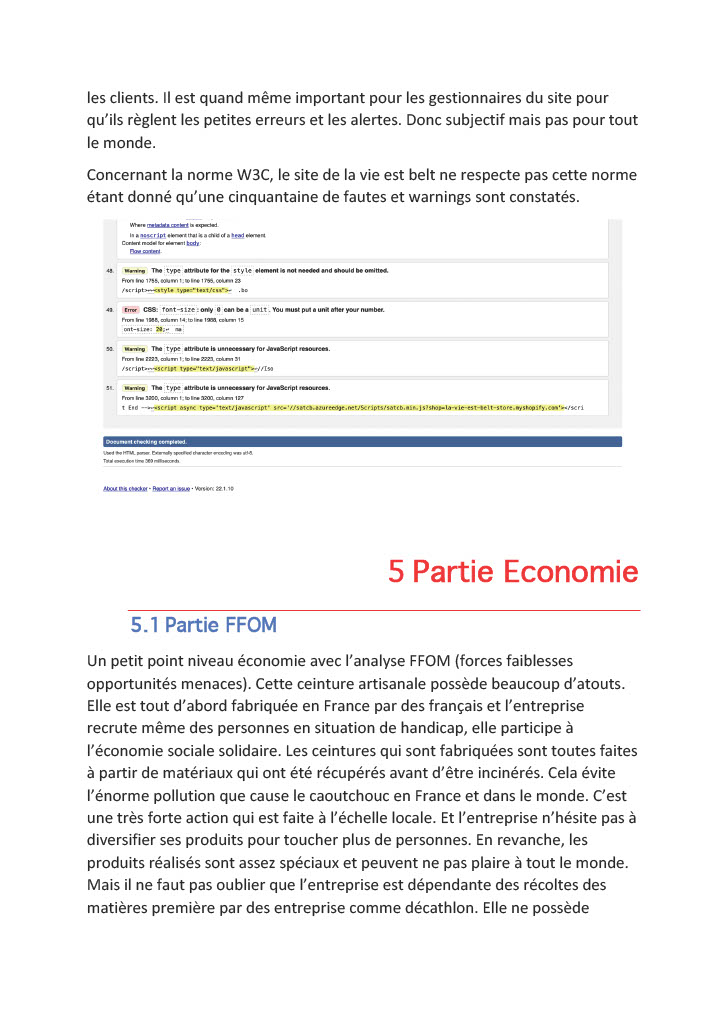 les clients. Il est quand même important pour les gestionnaires du site pour
qu’ils règlent les petites erreurs et les alertes. Donc subjectif mais pas pour tout
le monde.
Concernant la norme W3C, le site de la vie est belt ne respecte pas cette norme
étant donné qu’une cinquantaine de fautes et warnings sont constatés.
Where metadata content is expected.
In a noscript element that is a child of a head element.
Content model for element body:
Flow content.
48. Warning The type attribute for the style element is not needed and should be omitted.
From line 1755, column 1; to line 1755, column 23
/script>↩↩<style type="text/css">↩ .bo
49. Error CSS: font-size: only 0 can be a unit. You must put a unit after your number.
From line 1988, column 14; to line 1988, column 15
ont-size: 20;↩ ma
50. Warning The type attribute is unnecessary for JavaScript resources.
From line 2223, column 1; to line 2223, column 31
/script>↩<script type="text/javascript">↩//Iso
51. Warning The type attribute is unnecessary for JavaScript resources.
From line 3200, column 1; to line 3200, column 127
t End -->↩<script async type="text/javascript" src="//satcb.azureedge.net/Scripts/satcb.min.js?shop=la-vie-est-belt-store.myshopify.com"></scri
Document checking completed.
Used the HTML parser. Externally specified character encoding was utf-8.
Total execution time 369 milliseconds.
About this checker • Report an issue • Version: 22.1.10
5 Partie Economie
5.1 Partie FFOM
Un petit point niveau économie avec l’analyse FFOM (forces faiblesses
opportunités menaces). Cette ceinture artisanale possède beaucoup d’atouts.
Elle est tout d’abord fabriquée en France par des français et l’entreprise
recrute même des personnes en situation de handicap, elle participe à
l’économie sociale solidaire. Les ceintures qui sont fabriquées sont toutes faites
à partir de matériaux qui ont été récupérés avant d’être incinérés. Cela évite
l’énorme pollution que cause le caoutchouc en France et dans le monde. C’est
une très forte action qui est faite à l’échelle locale. Et l’entreprise n’hésite pas à
diversifier ses produits pour toucher plus de personnes. En revanche, les
produits réalisés sont assez spéciaux et peuvent ne pas plaire à tout le monde.
Mais il ne faut pas oublier que l’entreprise est dépendante des récoltes des
matières première par des entreprise comme décathlon. Elle ne possède